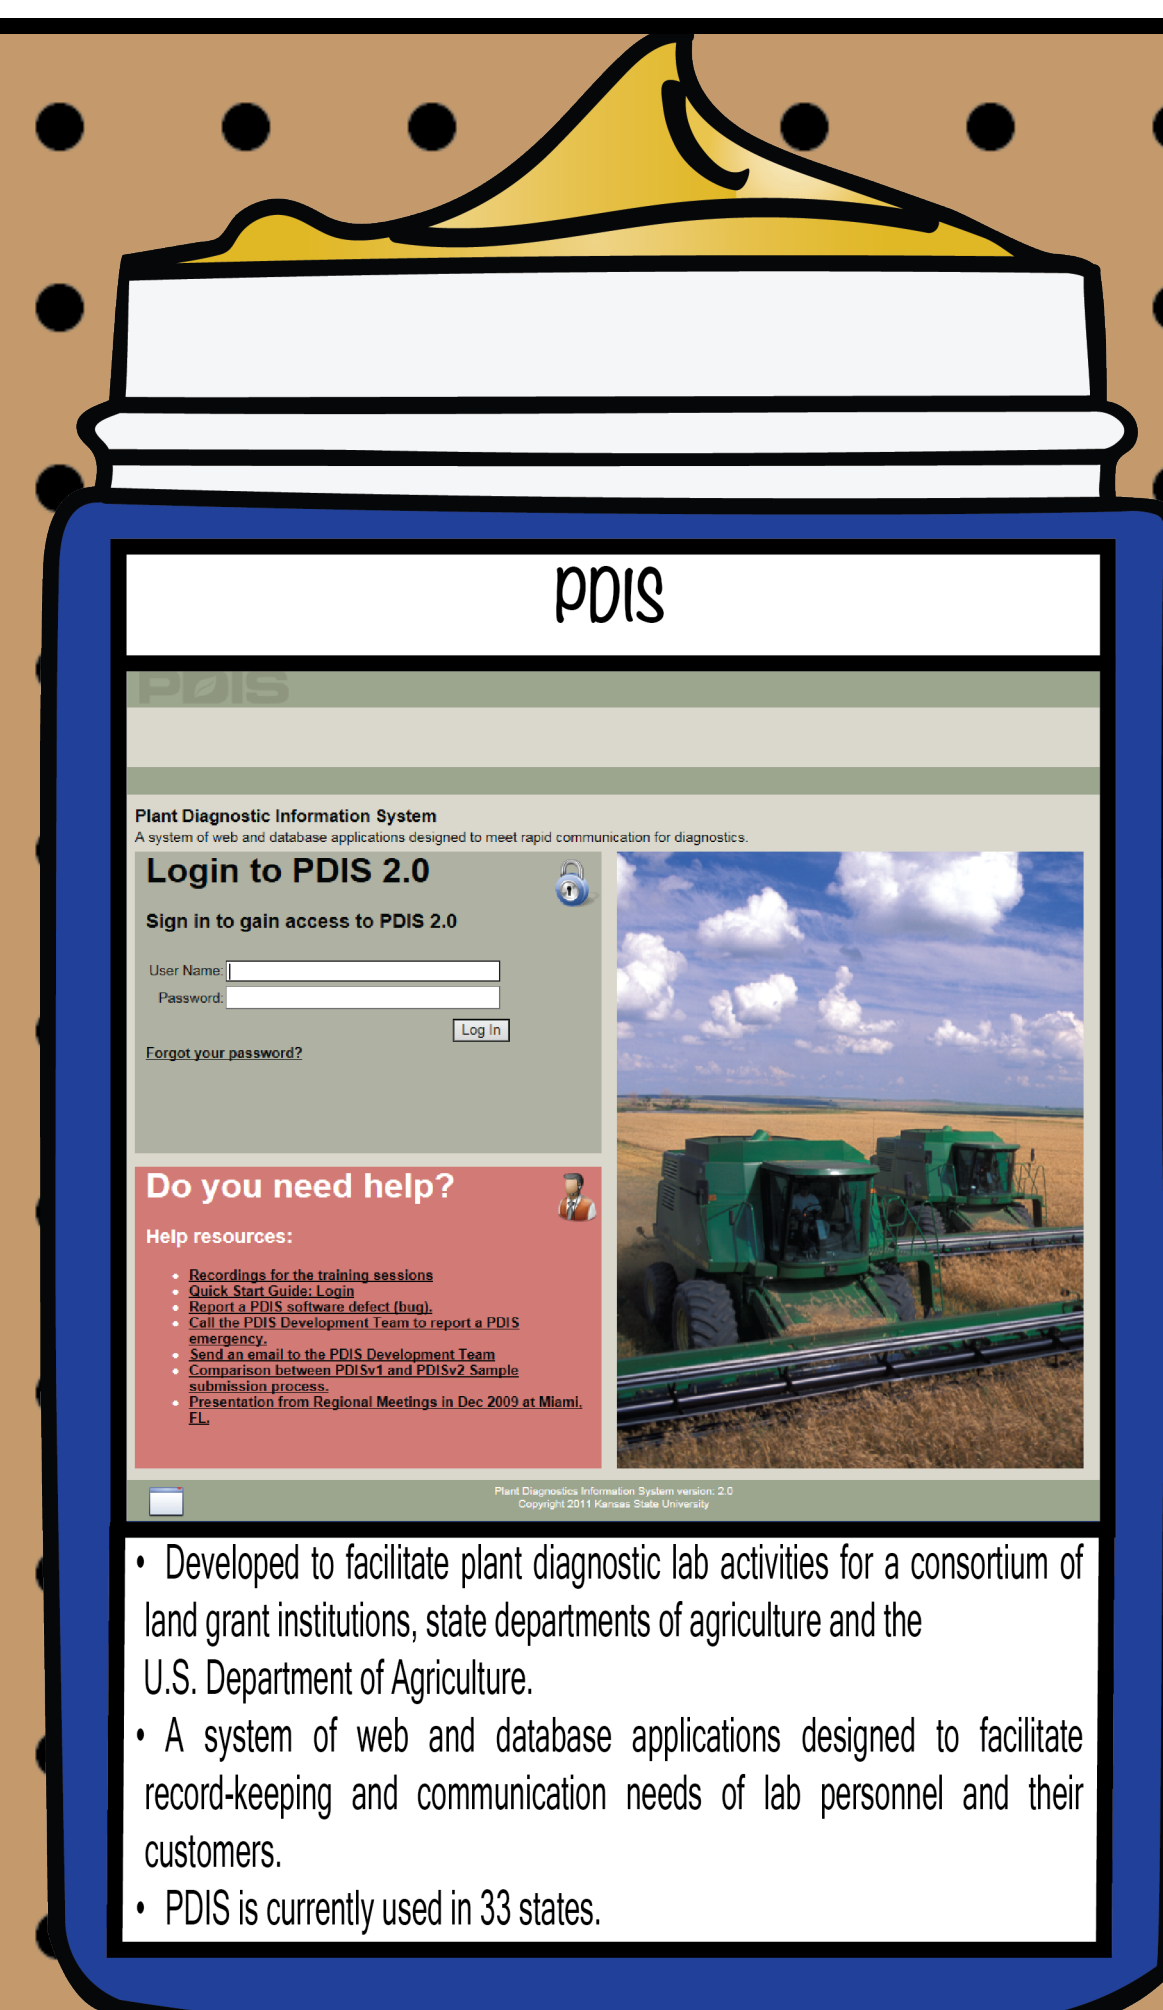 PDIS
PDIS
Plant Diagnostic Information System
A system of web and database applications designed to meet rapid communication for diagnostics.
Login to PDIS 2.0
Sign in to gain access to PDIS 2.0
User Name:
Password:
Log In
Forgot your password?
Do you need help?
Help resources:
• Recordings for the training sessions
• Quick Start Guide: Login
• Report a PDIS software defect (bug).
• Call the PDIS Development Team to report a PDIS
emergency.
• Send an email to the PDIS Development Team
• Comparison between PDISv1 and PDISv2 Sample
submission process.
• Presentation from Regional Meetings in Dec 2009 at Miami,
FL.
Plant Diagnostics Information System version: 2.0
Copyright 2011 Kansas State University
• Developed to facilitate plant diagnostic lab activities for a consortium of
land grant institutions, state departments of agriculture and the
U.S. Department of Agriculture.
• A system of web and database applications designed to facilitate
record-keeping and communication needs of lab personnel and their
customers.
• PDIS is currently used in 33 states.